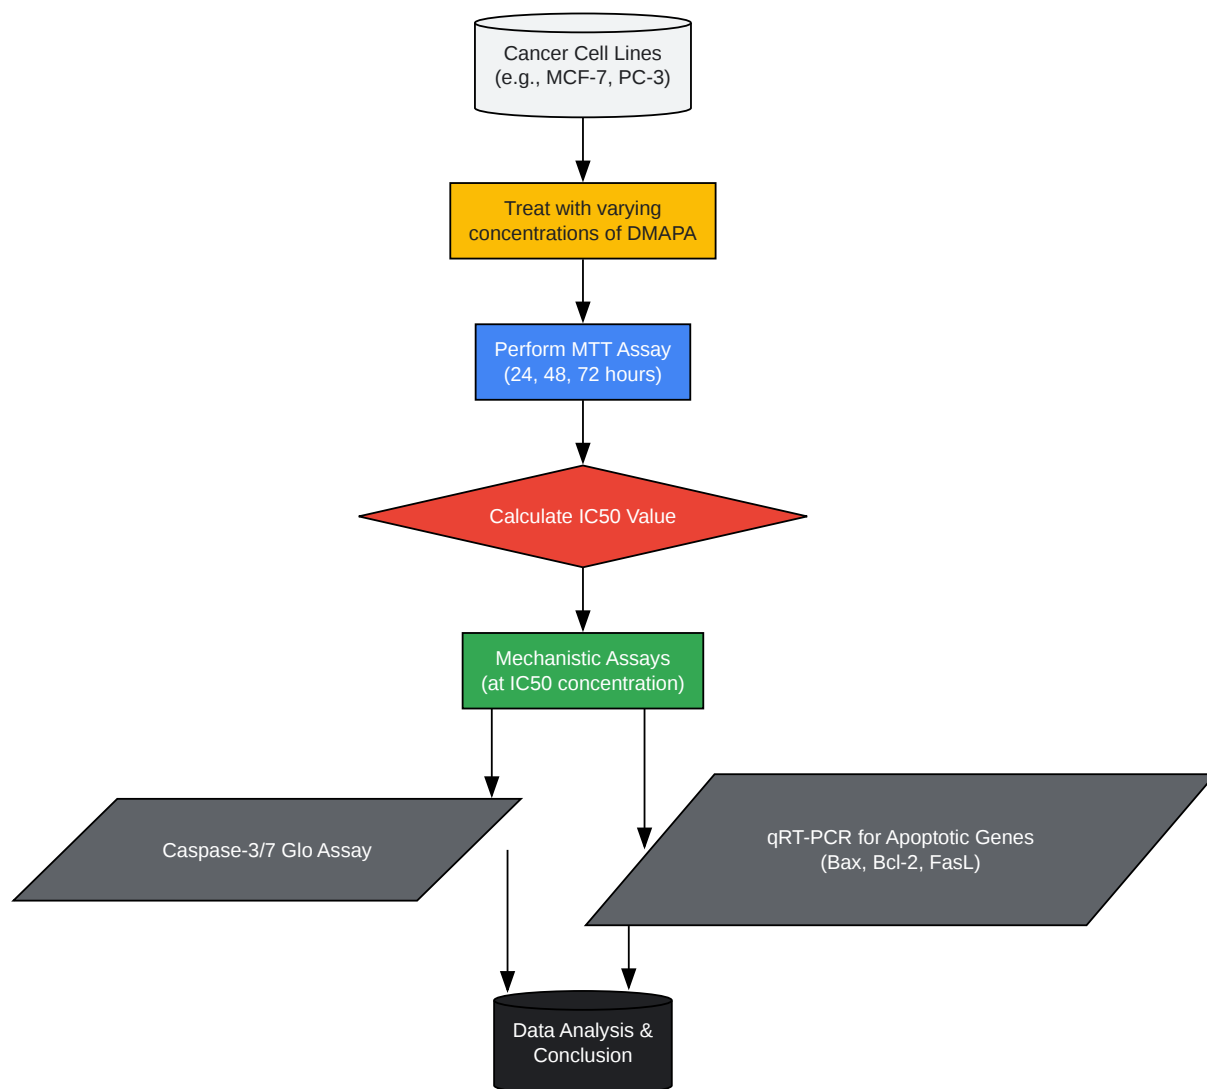 Cancer Cell Lines
(e.g., MCF-7, PC-3)
Treat with varying
concentrations of DMAPA
Perform MTT Assay
(24, 48, 72 hours)
Calculate IC50 Value
Mechanistic Assays
(at IC50 concentration)
Caspase-3/7 Glo Assay
qRT-PCR for Apoptotic Genes
(Bax, Bcl-2, FasL)
Data Analysis &
Conclusion